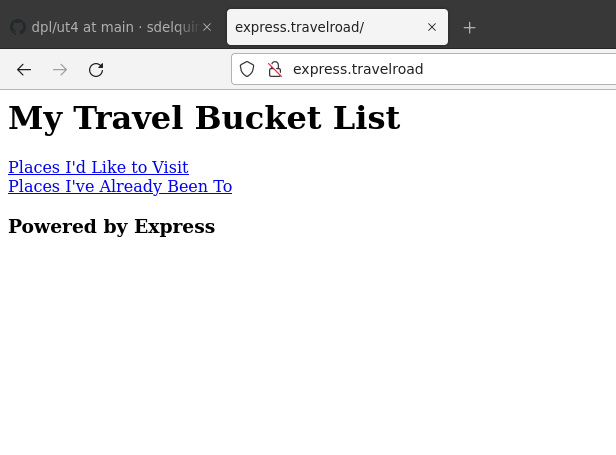 dpl/ut4 at main · sdelqui
express.travelroad/
express.travelroad
My Travel Bucket List
Places I'd Like to Visit
Places I've Already Been To
Powered by Express